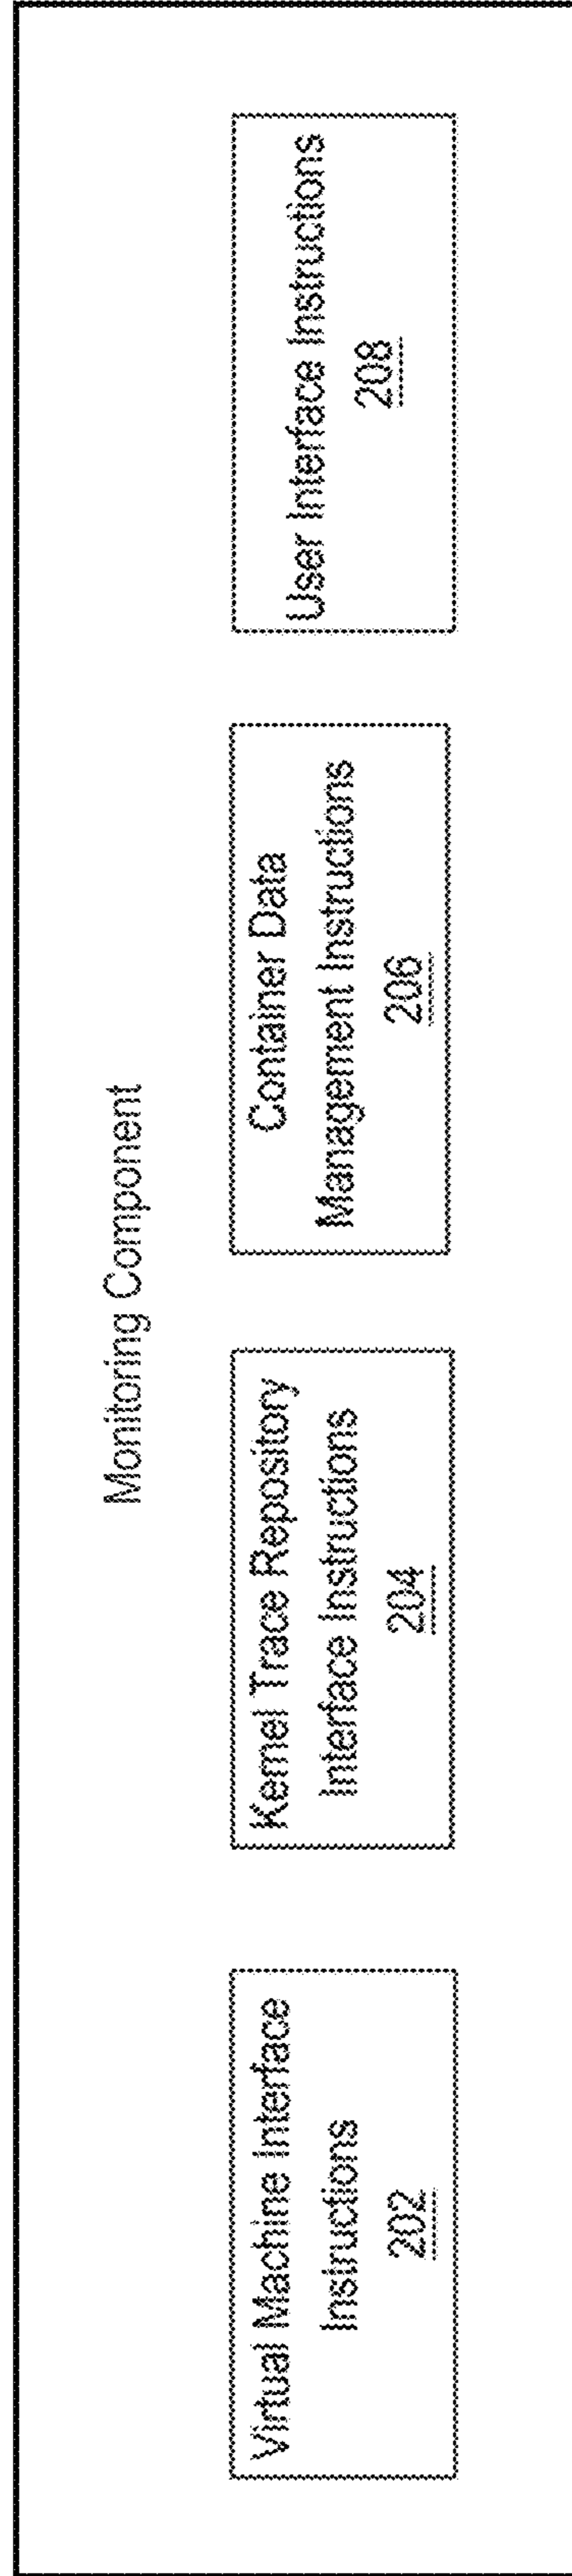 Monitoring Component
Virtual Machine Interface
Instructions
202
Kernel Trace Repository
Interface Instructions
204
Container Data
Management Instructions
206
User Interface Instructions
208